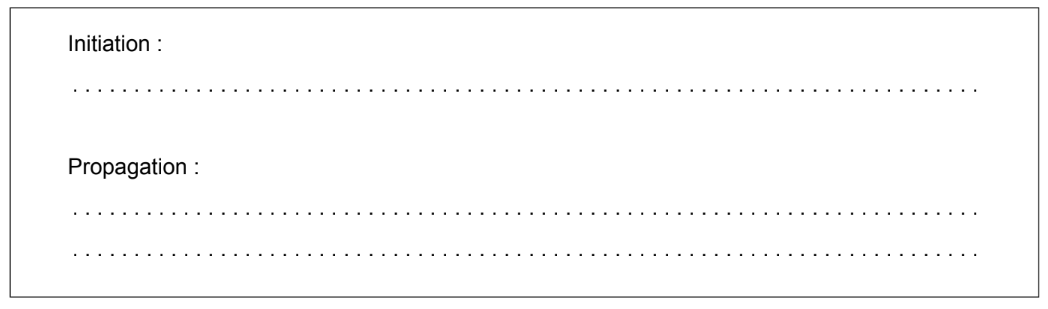 Initiation :
. . . . . . . . . . . . . . . . . . . . . . . . . . . . . . . . . . . . . . . . . . . . . . . . . . . . . . . . . . . . . . . . . . . . . . . . . .
Propagation :
. . . . . . . . . . . . . . . . . . . . . . . . . . . . . . . . . . . . . . . . . . . . . . . . . . . . . . . . . . . . . . . . . . . . . . . . . .
. . . . . . . . . . . . . . . . . . . . . . . . . . . . . . . . . . . . . . . . . . . . . . . . . . . . . . . . . . . . . . . . . . . . . . . . . .